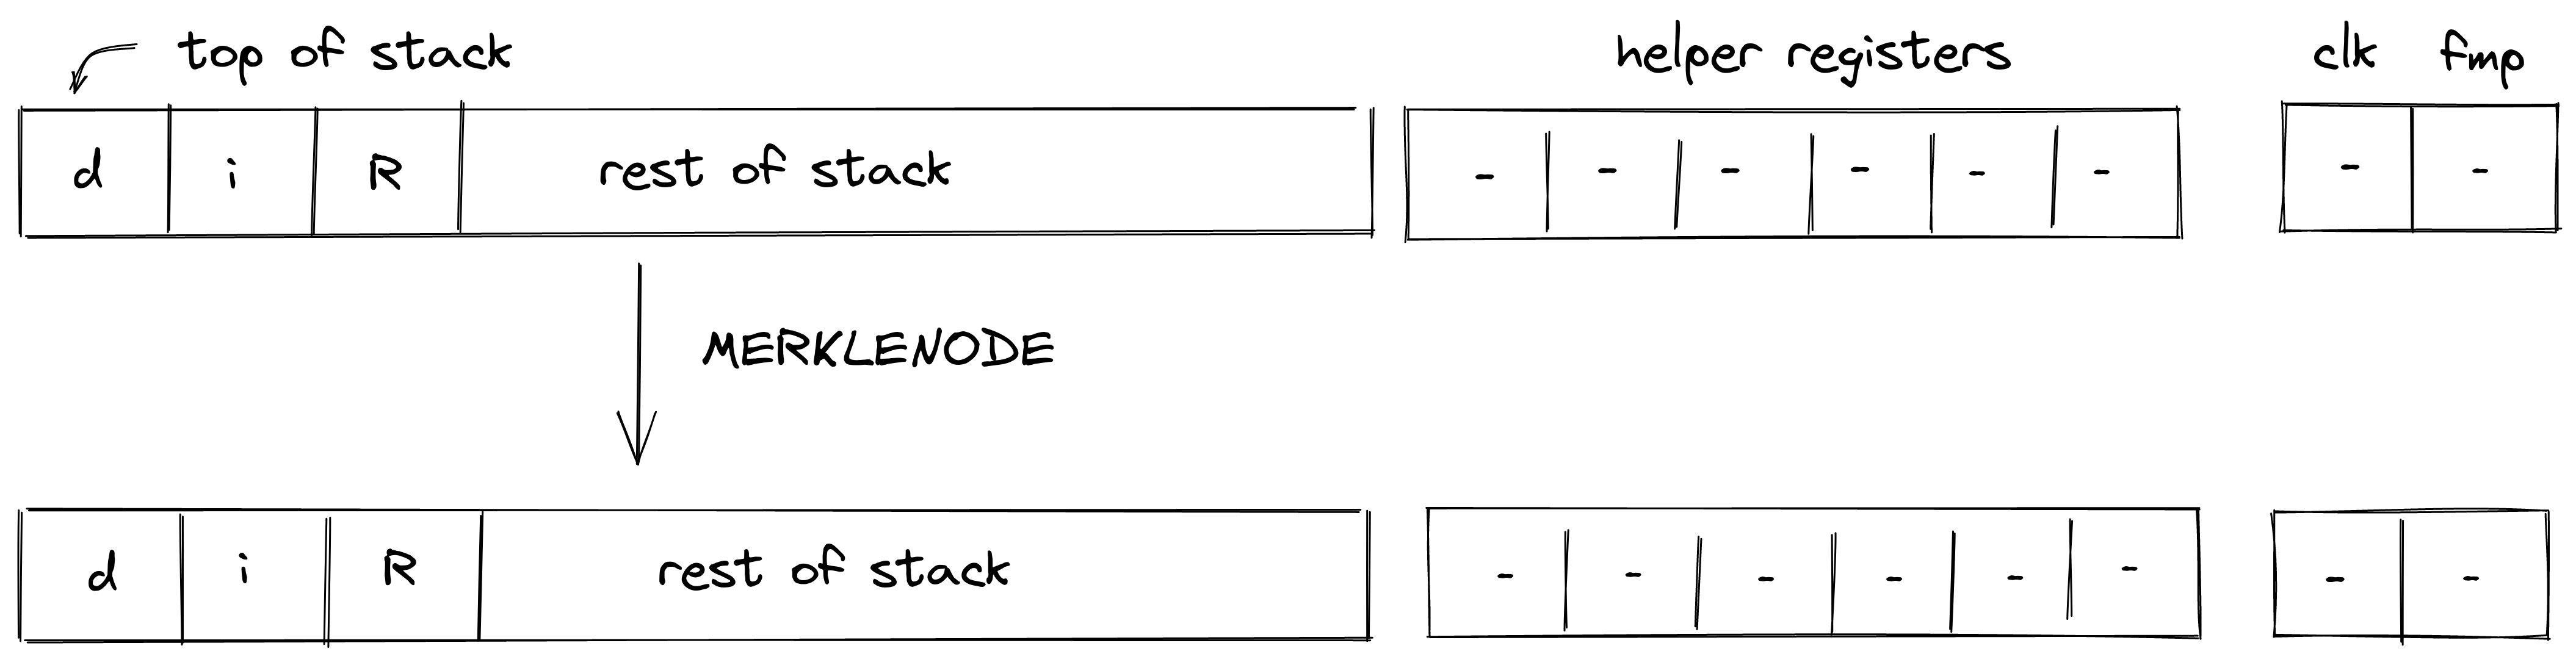 top of stack helper registers clk fmp
d i R rest of stack - - - - - - - -
MERKLENODE
d i R rest of stack - - - - - - - -